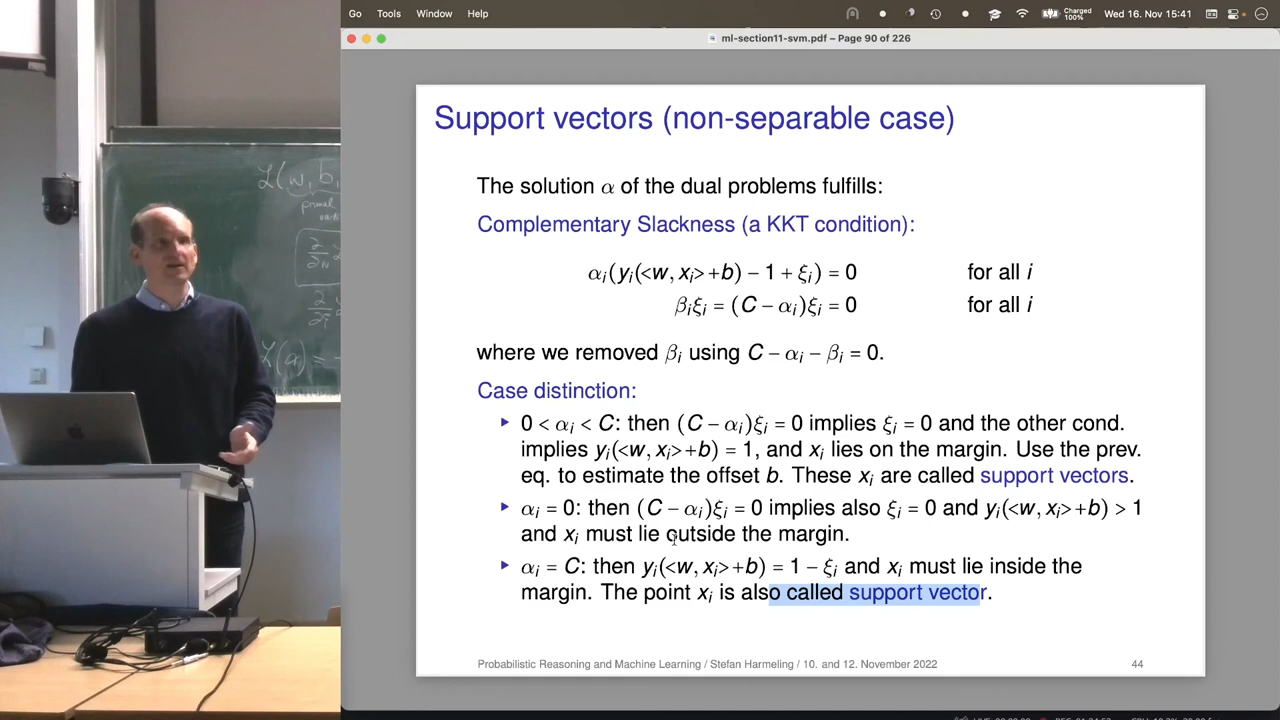 Go Tools Window Help
Charged 100% Wed 16. Nov 15:41
ml-section11-svm.pdf – Page 90 of 226
Support vectors (non-separable case)
The solution α of the dual problems fulfills:
Complementary Slackness (a KKT condition):
αᵢ(yᵢ(<w, xᵢ>+b) − 1 + ξᵢ) = 0 for all i
βᵢξᵢ = (C − αᵢ)ξᵢ = 0 for all i
where we removed βᵢ using C − αᵢ − βᵢ = 0.
Case distinction:
0 < αᵢ < C: then (C − αᵢ)ξᵢ = 0 implies ξᵢ = 0 and the other cond.
implies yᵢ(<w, xᵢ>+b) = 1, and xᵢ lies on the margin. Use the prev.
eq. to estimate the offset b. These xᵢ are called support vectors.
αᵢ = 0: then (C − αᵢ)ξᵢ = 0 implies also ξᵢ = 0 and yᵢ(<w, xᵢ>+b) > 1
and xᵢ must lie outside the margin.
αᵢ = C: then yᵢ(<w, xᵢ>+b) = 1 − ξᵢ and xᵢ must lie inside the
margin. The point xᵢ is also called support vector.
Probabilistic Reasoning and Machine Learning / Stefan Harmeling / 10. and 12. November 2022 44
L(w, b,
primal
L(α) =